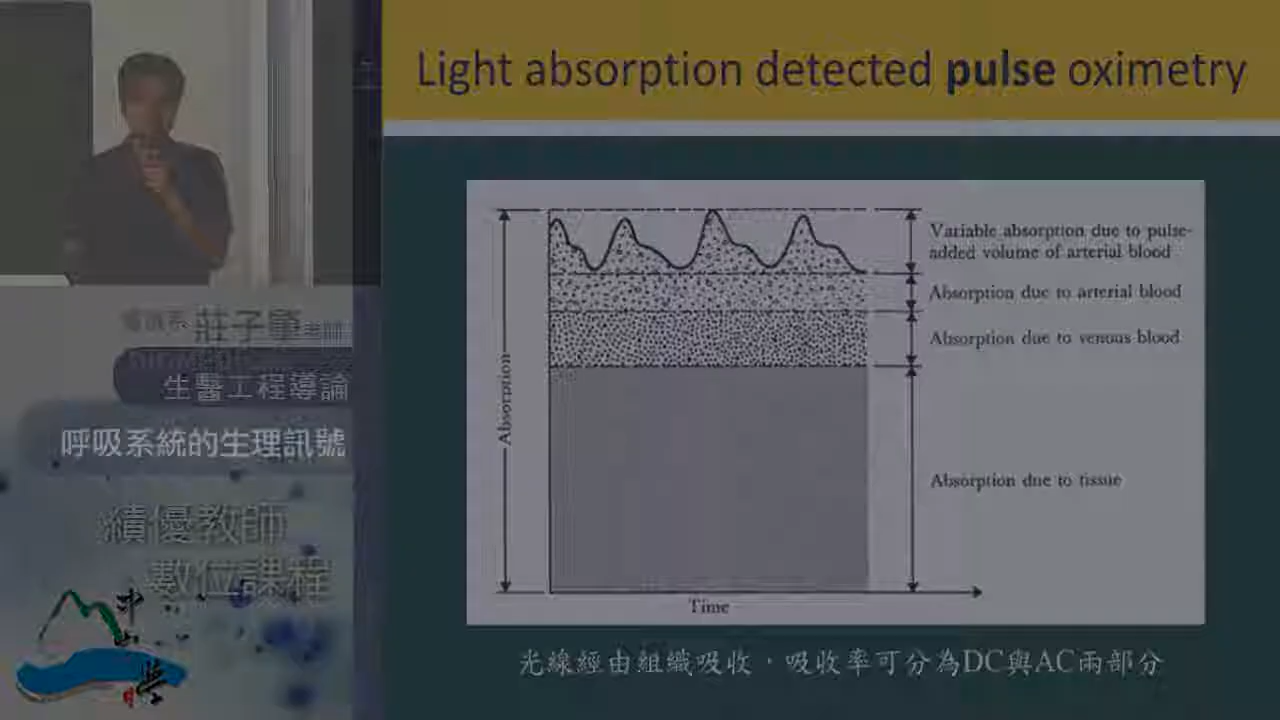 Light absorption detected pulse oximetry
Variable absorption due to pulse-
added volume of arterial blood
Absorption due to arterial blood
Absorption due to venous blood
Absorption
Absorption due to tissue
Time
光線經由組織吸收，吸收率可分為DC與AC兩部分
莊子肇老師
生醫工程導論
呼吸系統的生理訊號
績優教師
數位課程
中山